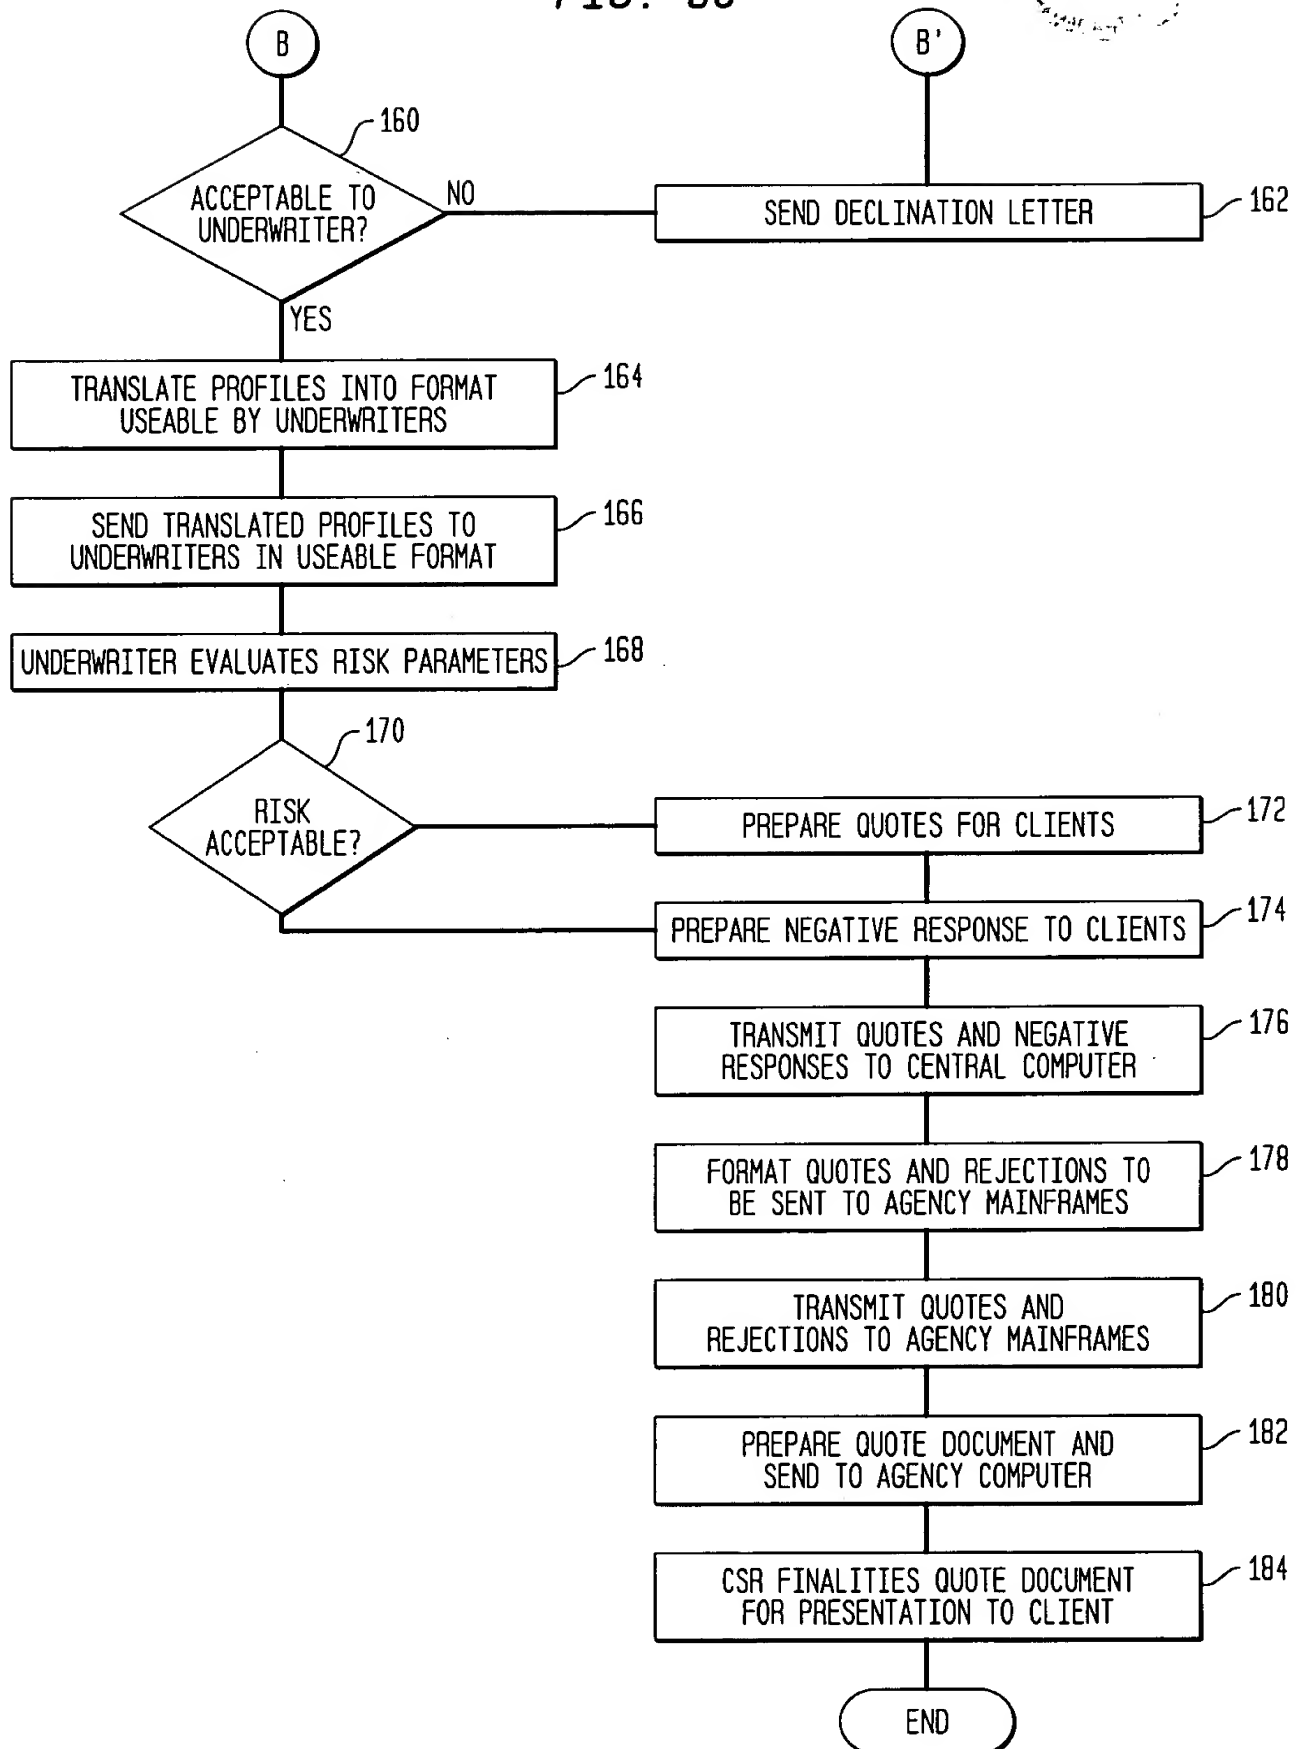 B
B'
160
ACCEPTABLE TO
UNDERWRITER?
NO
SEND DECLINATION LETTER
162
YES
TRANSLATE PROFILES INTO FORMAT
USEABLE BY UNDERWRITERS
164
SEND TRANSLATED PROFILES TO
UNDERWRITERS IN USEABLE FORMAT
166
UNDERWRITER EVALUATES RISK PARAMETERS
168
170
RISK
ACCEPTABLE?
PREPARE QUOTES FOR CLIENTS
172
PREPARE NEGATIVE RESPONSE TO CLIENTS
174
TRANSMIT QUOTES AND NEGATIVE
RESPONSES TO CENTRAL COMPUTER
176
FORMAT QUOTES AND REJECTIONS TO
BE SENT TO AGENCY MAINFRAMES
178
TRANSMIT QUOTES AND
REJECTIONS TO AGENCY MAINFRAMES
180
PREPARE QUOTE DOCUMENT AND
SEND TO AGENCY COMPUTER
182
CSR FINALITIES QUOTE DOCUMENT
FOR PRESENTATION TO CLIENT
184
END